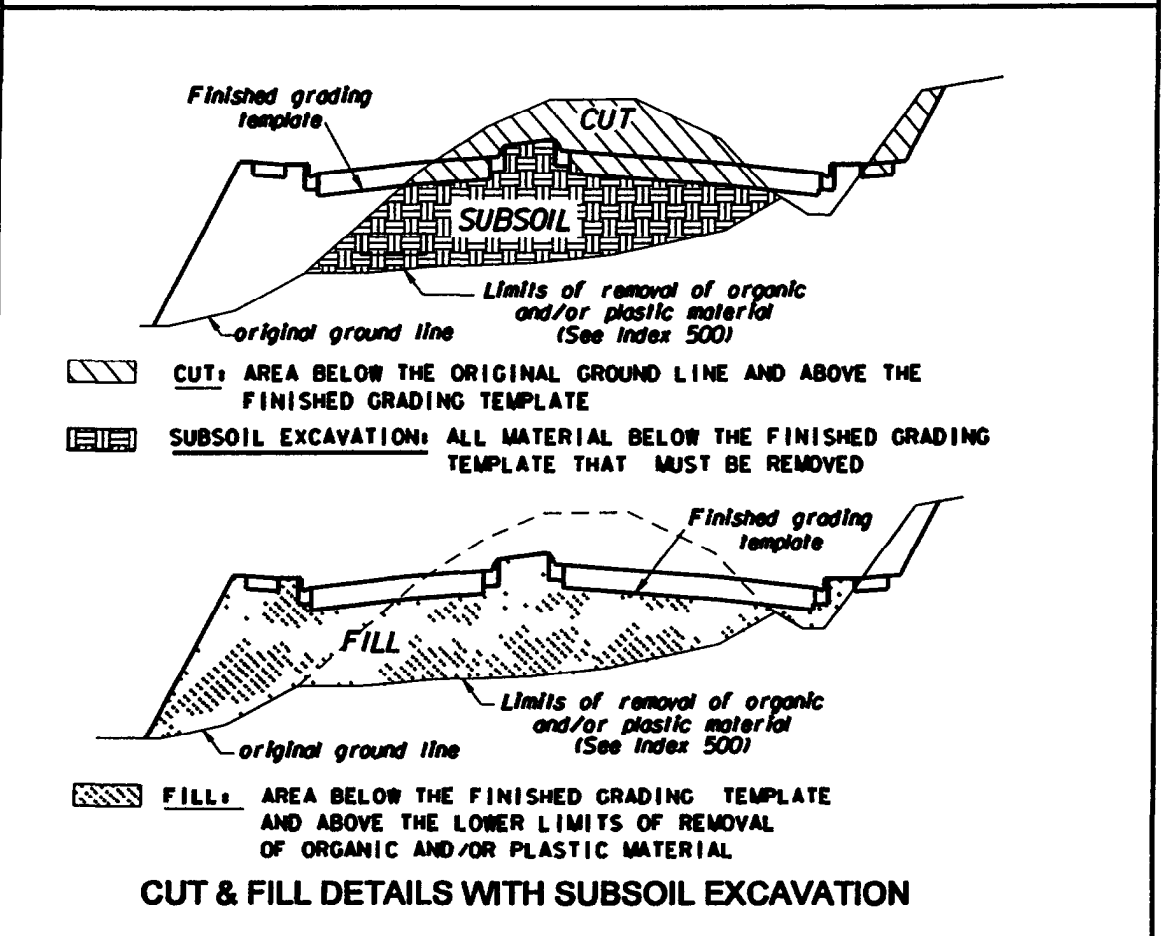 Finished grading
template
CUT
SUBSOIL
Limits of removal of organic
and/or plastic material
(See Index 500)
original ground line
CUT: AREA BELOW THE ORIGINAL GROUND LINE AND ABOVE THE
FINISHED GRADING TEMPLATE
SUBSOIL EXCAVATION: ALL MATERIAL BELOW THE FINISHED GRADING
TEMPLATE THAT MUST BE REMOVED
Finished grading
template
FILL
Limits of removal of organic
and/or plastic material
(See Index 500)
original ground line
FILL: AREA BELOW THE FINISHED GRADING TEMPLATE
AND ABOVE THE LOWER LIMITS OF REMOVAL
OF ORGANIC AND/OR PLASTIC MATERIAL
CUT & FILL DETAILS WITH SUBSOIL EXCAVATION